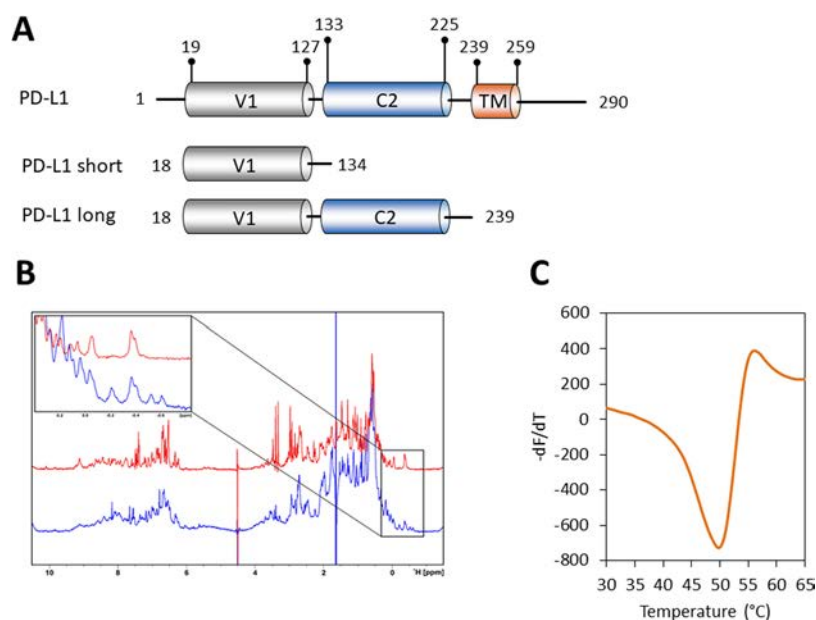 A
133 225
19 127 239 259
PD-L1 1 V1 C2 TM 290
PD-L1 short 18 V1 134
PD-L1 long 18 V1 C2 239
B
10 8 6 4 2 0 ¹H [ppm]
C
600
400
200
0
-200
-400
-600
-800
-dF/dT
30 35 40 45 50 55 60 65
Temperature (°C)